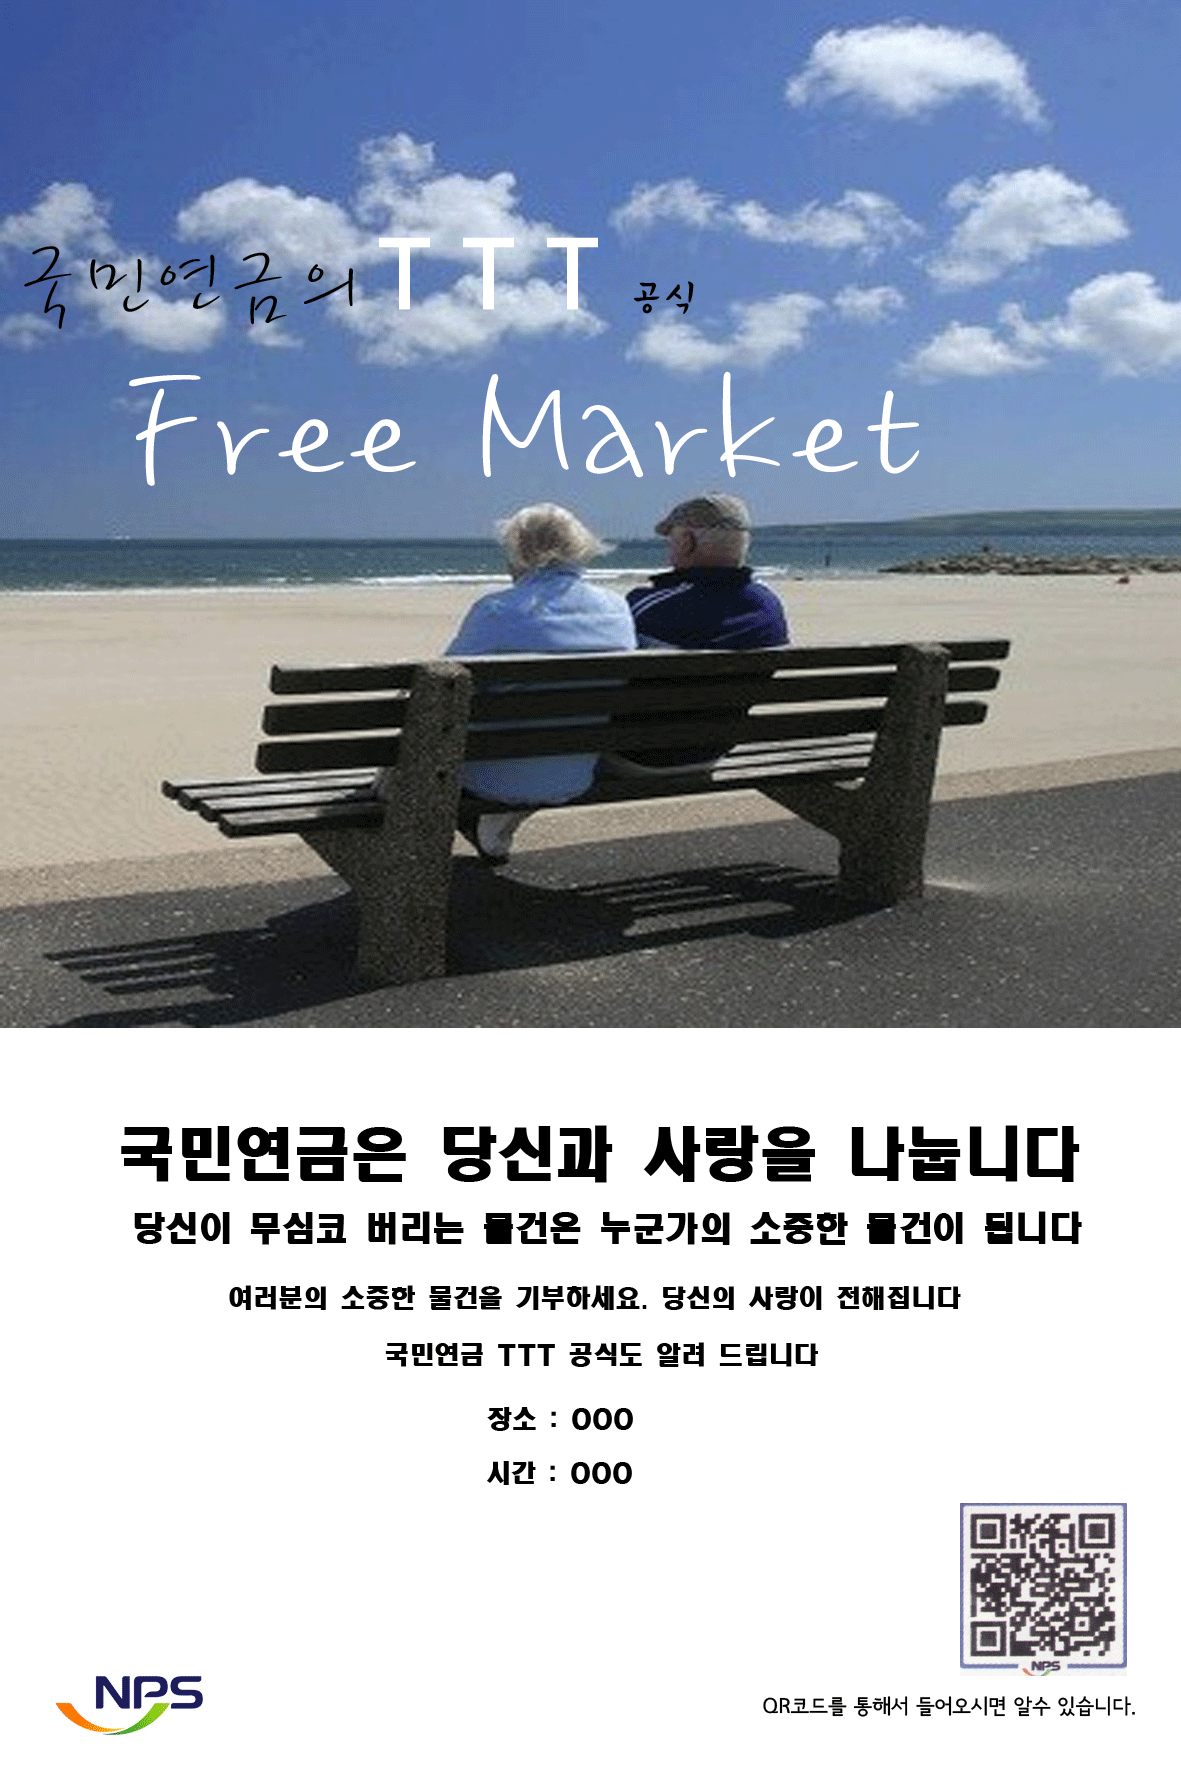 국민연금의 TTT 공식
Free Market
국민연금은 당신과 사랑을 나눕니다
당신이 무심코 버리는 물건은 누군가의 소중한 물건이 됩니다
여러분의 소중한 물건을 기부하세요. 당신의 사랑이 전해집니다
국민연금 TTT 공식도 알려 드립니다
장소 : OOO
시간 : OOO
NPS
NPS
QR코드를 통해서 들어오시면 알수 있습니다.